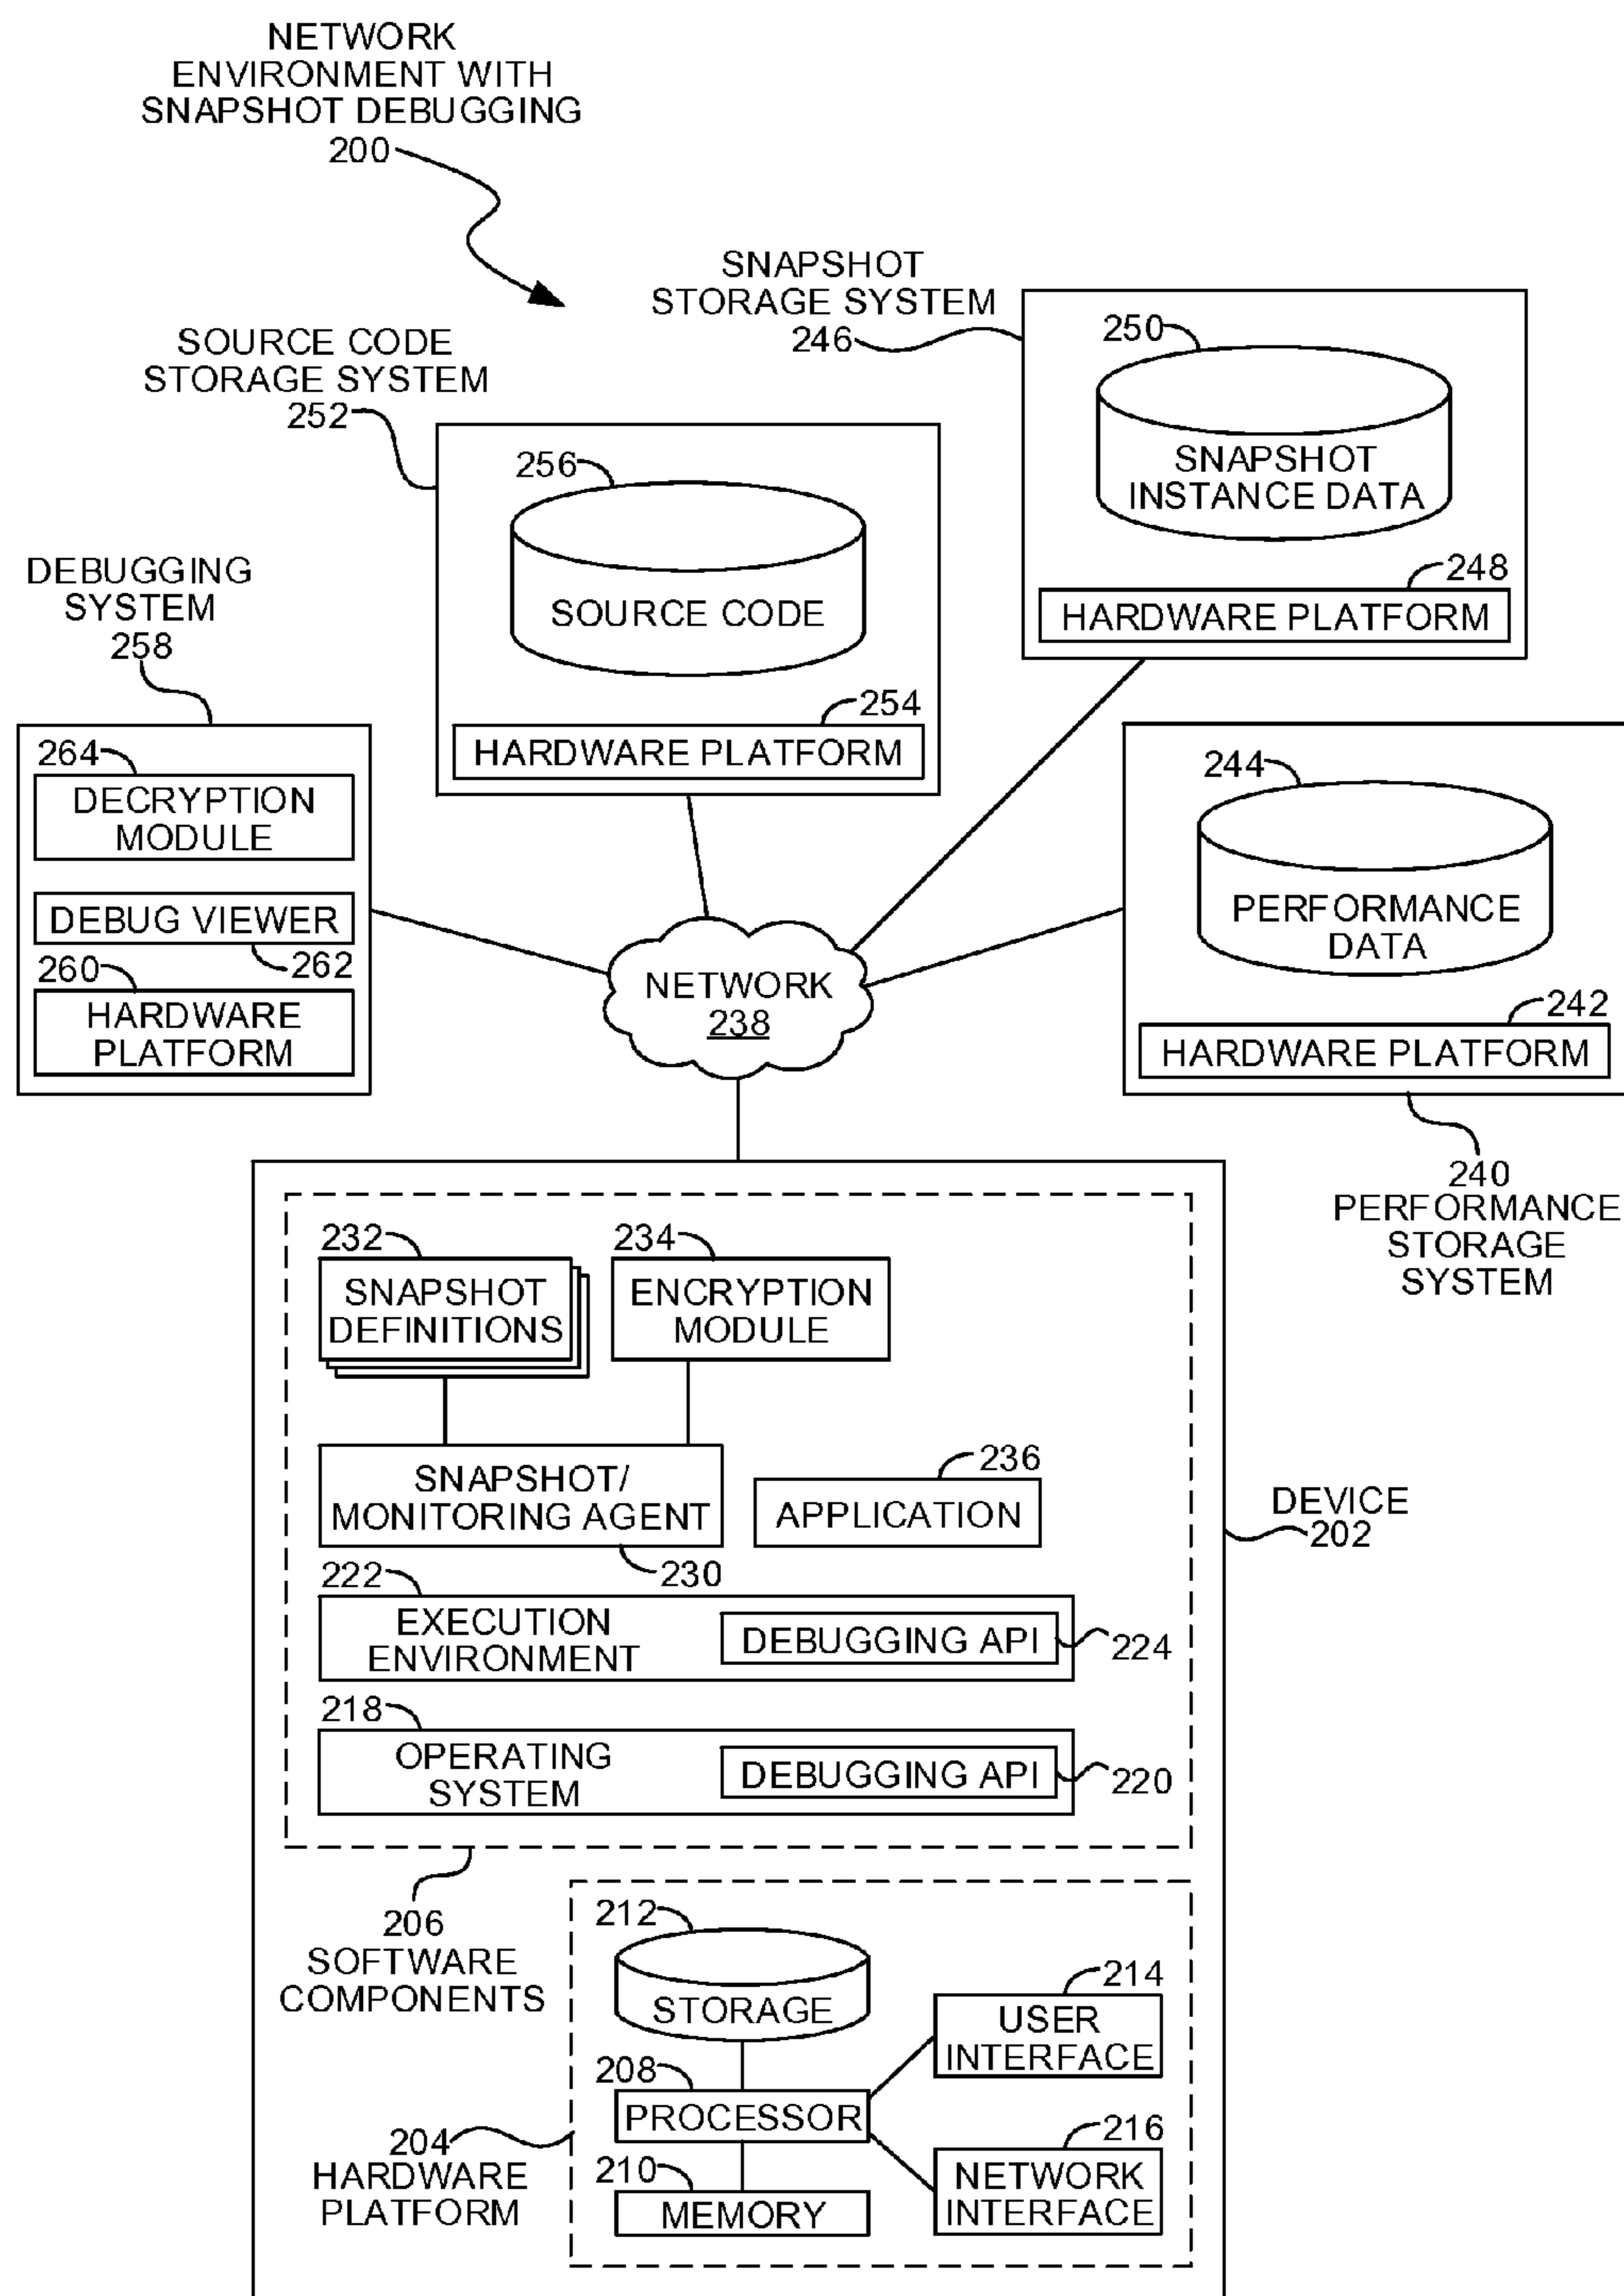 NETWORK
ENVIRONMENT WITH
SNAPSHOT DEBUGGING
200
SNAPSHOT
STORAGE SYSTEM
246
250
SNAPSHOT
INSTANCE DATA
248
HARDWARE PLATFORM
SOURCE CODE
STORAGE SYSTEM
252
256
SOURCE CODE
254
HARDWARE PLATFORM
DEBUGGING
SYSTEM
258
264
DECRYPTION
MODULE
DEBUG VIEWER
262
260
HARDWARE
PLATFORM
NETWORK
238
244
PERFORMANCE
DATA
242
HARDWARE PLATFORM
240
PERFORMANCE
STORAGE
SYSTEM
232
SNAPSHOT
DEFINITIONS
234
ENCRYPTION
MODULE
SNAPSHOT/
MONITORING AGENT
230
236
APPLICATION
DEVICE
202
222
EXECUTION
ENVIRONMENT
DEBUGGING API
224
218
OPERATING
SYSTEM
DEBUGGING API
220
206
SOFTWARE
COMPONENTS
212
STORAGE
214
USER
INTERFACE
208
PROCESSOR
204
HARDWARE
PLATFORM
216
NETWORK
INTERFACE
210
MEMORY